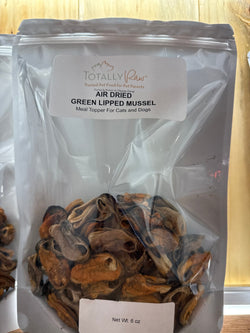 TOTALLY Raw
Trusted Pet Food for Pet Parents
AIR DRIED
GREEN LIPPED MUSSEL
Meal Topper For Cats and Dogs
Net Wt. 6 oz